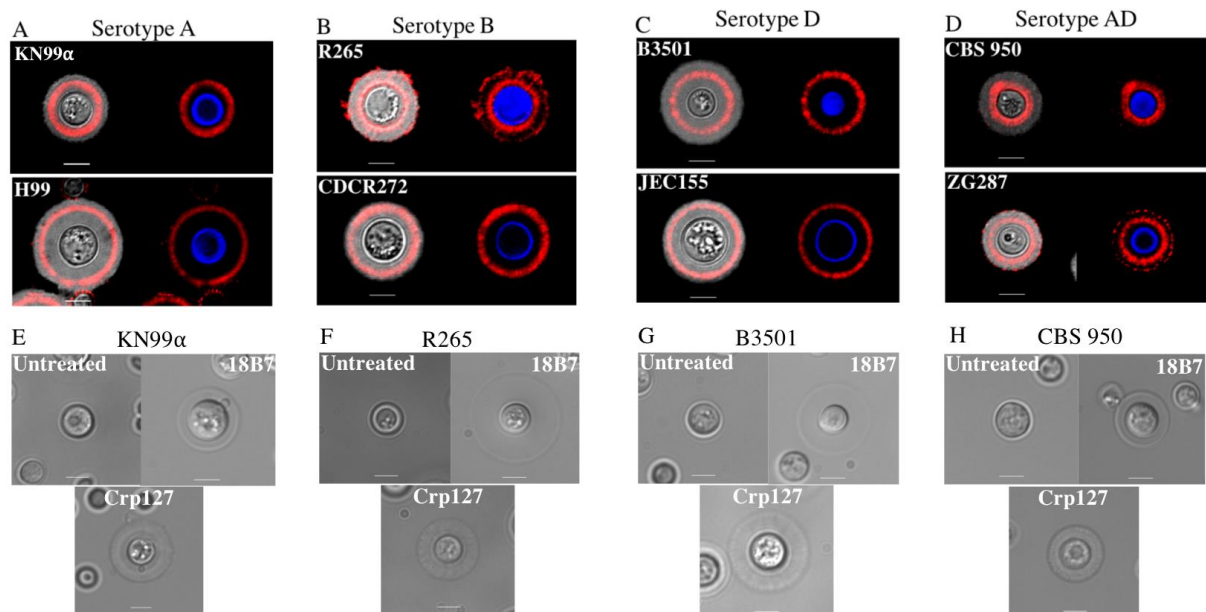 A Serotype A
KN99α
H99
B Serotype B
R265
CDCR272
C Serotype D
B3501
JEC155
D Serotype AD
CBS 950
ZG287
E KN99α
Untreated 18B7
Crp127
F R265
Untreated 18B7
Crp127
G B3501
Untreated 18B7
Crp127
H CBS 950
Untreated 18B7
Crp127